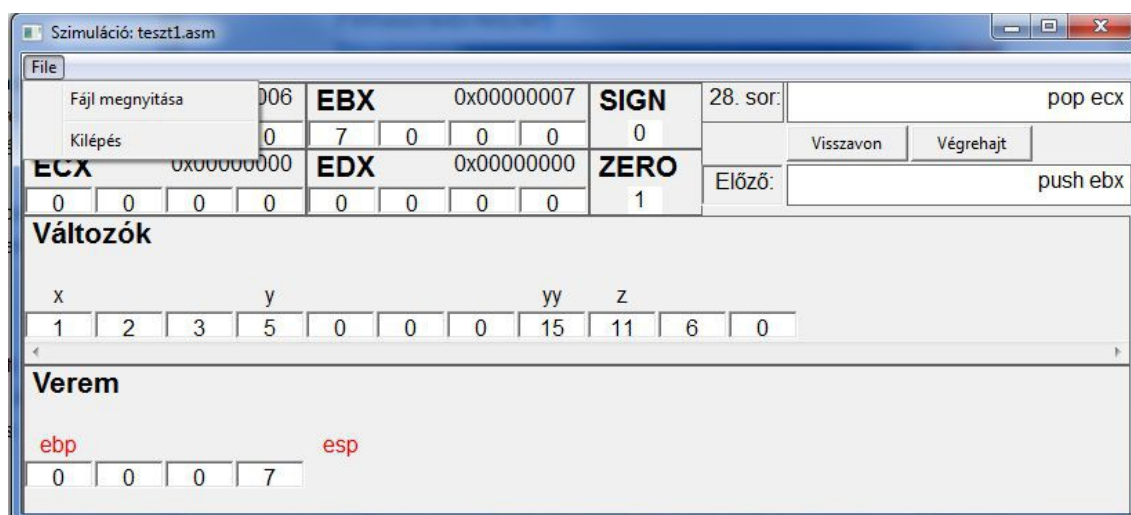 Szimuláció: teszt1.asm
File
Fájl megnyitása
Kilépés
006 EBX 0x00000007 SIGN 28. sor: pop ecx
0 7 0 0 0 0 Visszavon Végrehajt
ECX 0x00000000 EDX 0x00000000 ZERO Előző: push ebx
0 0 0 0 0 0 0 0 1
Változók
x y yy z
1 2 3 5 0 0 0 15 11 6 0
Verem
ebp esp
0 0 0 7